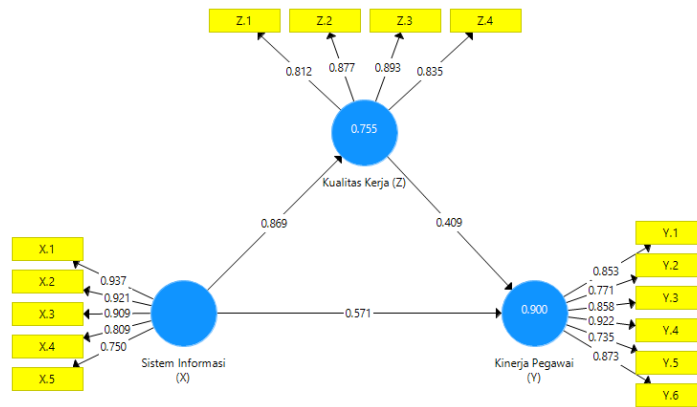 Z.1
Z.2
Z.3
Z.4
0.812
0.877
0.893
0.835
0.755
Kualitas Kerja (Z)
0.869
0.409
X.1
X.2
X.3
X.4
X.5
0.937
0.921
0.909
0.809
0.750
Sistem Informasi
(X)
0.571
0.900
Kinerja Pegawai
(Y)
0.853
0.771
0.858
0.922
0.735
0.873
Y.1
Y.2
Y.3
Y.4
Y.5
Y.6